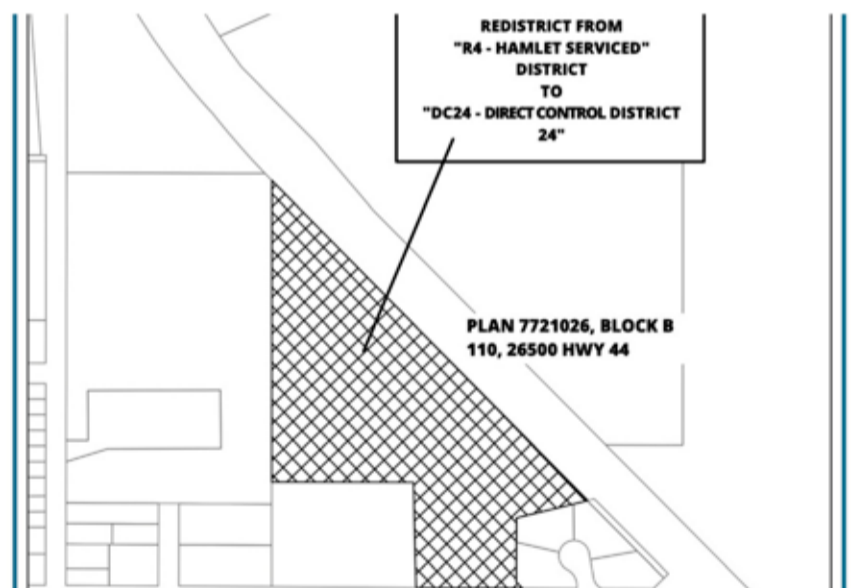 REDISTRICT FROM
"R4 - HAMLET SERVICED"
DISTRICT
TO
"DC24 - DIRECT CONTROL DISTRICT
24"
PLAN 7721026, BLOCK B
110, 26500 HWY 44